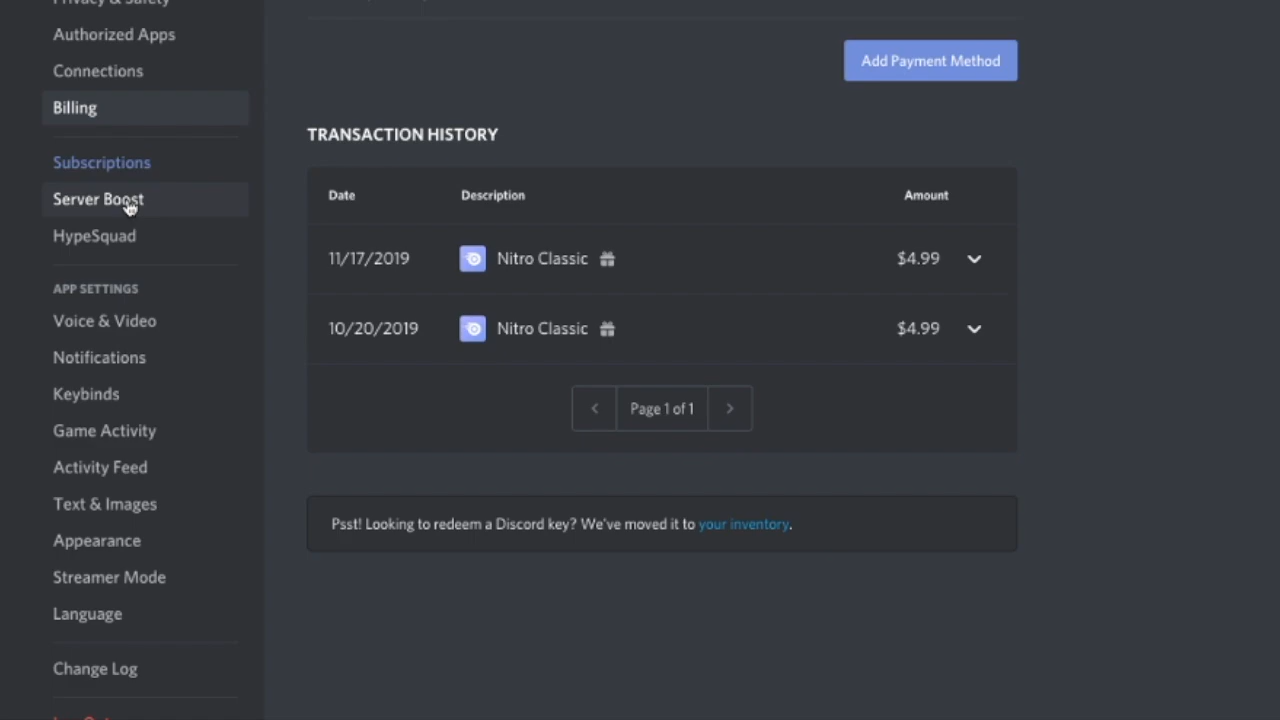 Privacy & Safety
Authorized Apps
Connections
Billing
Subscriptions
Server Boost
HypeSquad
APP SETTINGS
Voice & Video
Notifications
Keybinds
Game Activity
Activity Feed
Text & Images
Appearance
Streamer Mode
Language
Change Log
Add Payment Method
TRANSACTION HISTORY
Date Description Amount
11/17/2019 Nitro Classic $4.99
10/20/2019 Nitro Classic $4.99
< Page 1 of 1 >
Psst! Looking to redeem a Discord key? We've moved it to your inventory.